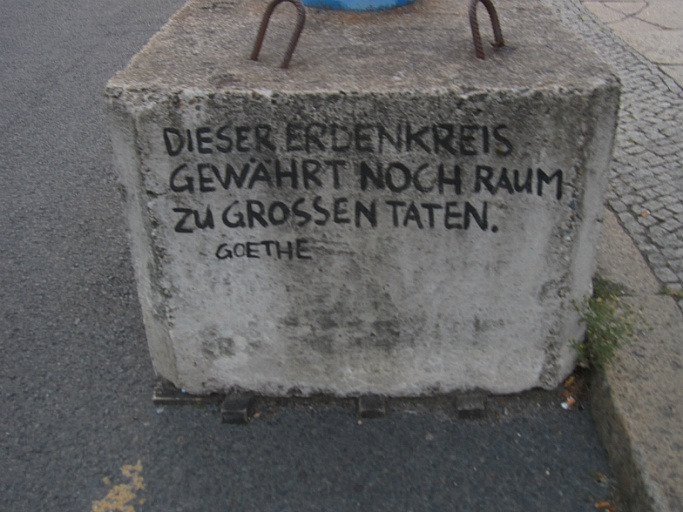 DIESER ERDENKREIS
GEWÄHRT NOCH RAUM
ZU GROSSEN TATEN.
GOETHE